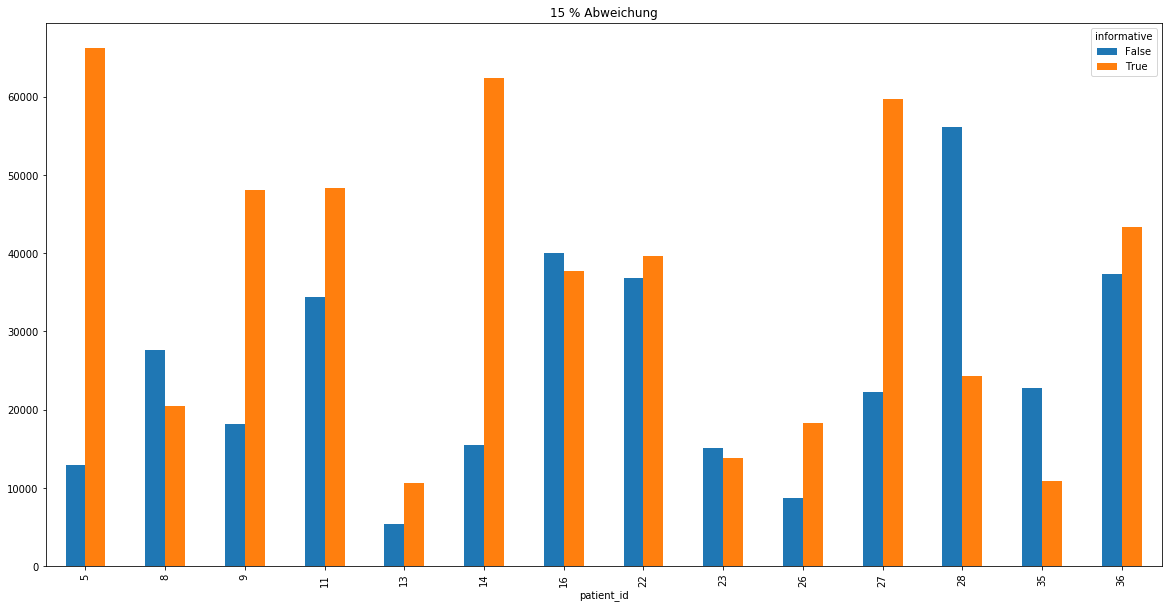 15 % Abweichung
informative
False
True
60000
50000
40000
30000
20000
10000
0
5 8 9 11 13 14 16 22 23 26 27 28 35 36
patient_id